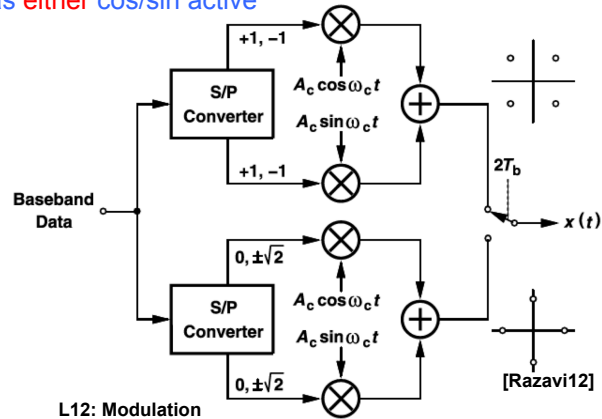 as either cos/sin active
+1, –1
S/P
Converter
A_c cos ω_c t
A_c sin ω_c t
+1, –1
2T_b
Baseband
Data
x (t)
0, ±√2
S/P
Converter
A_c cos ω_c t
A_c sin ω_c t
0, ±√2
[Razavi12]
L12: Modulation